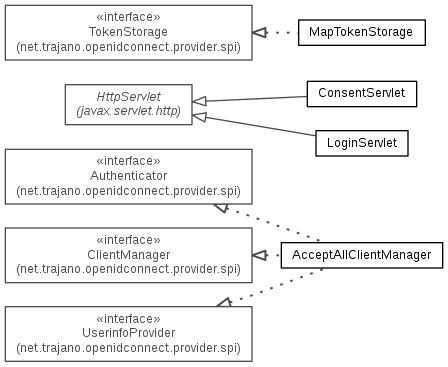 «interface»
TokenStorage
(net.trajano.openidconnect.provider.spi)
MapTokenStorage
HttpServlet
(javax.servlet.http)
ConsentServlet
LoginServlet
«interface»
Authenticator
(net.trajano.openidconnect.provider.spi)
«interface»
ClientManager
(net.trajano.openidconnect.provider.spi)
AcceptAllClientManager
«interface»
UserinfoProvider
(net.trajano.openidconnect.provider.spi)